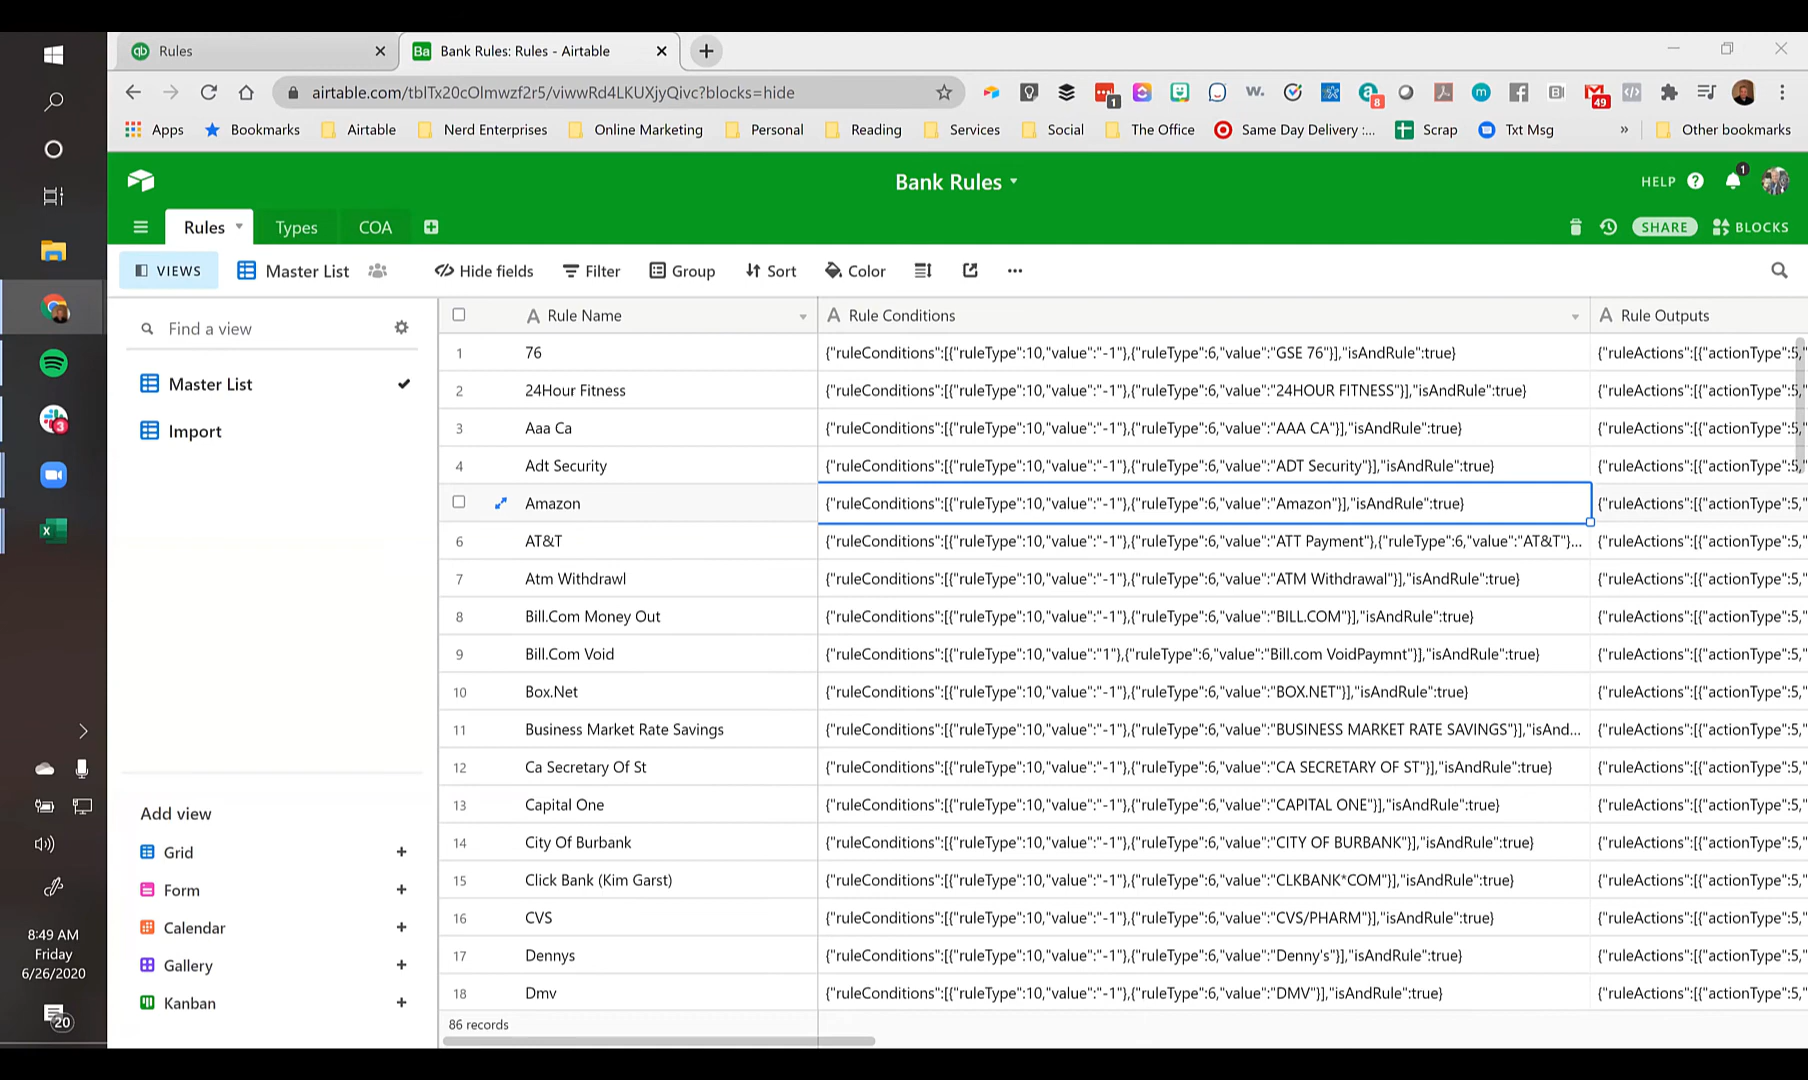 Rules
Bank Rules: Rules - Airtable
airtable.com/tblTx20cOlmwzf2r5/viwwRd4LKUXjyQivc?blocks=hide
1
8
49
Apps
Bookmarks
Airtable
Nerd Enterprises
Online Marketing
Personal
Reading
Services
Social
The Office
Same Day Delivery :...
Scrap
Txt Msg
»
Other bookmarks
Bank Rules
HELP
1
Rules
Types
COA
SHARE
BLOCKS
VIEWS
Master List
Hide fields
Filter
Group
Sort
Color
Find a view
Master List
Import
Add view
Grid
Form
Calendar
Gallery
Kanban
Rule Name
Rule Conditions
Rule Outputs
1 76 {"ruleConditions":[{"ruleType":10,"value":"-1"},{"ruleType":6,"value":"GSE 76"}],"isAndRule":true} {"ruleActions":[{"actionType":5,"
2 24Hour Fitness {"ruleConditions":[{"ruleType":10,"value":"-1"},{"ruleType":6,"value":"24HOUR FITNESS"}],"isAndRule":true} {"ruleActions":[{"actionType":5,"
3 Aaa Ca {"ruleConditions":[{"ruleType":10,"value":"-1"},{"ruleType":6,"value":"AAA CA"}],"isAndRule":true} {"ruleActions":[{"actionType":5,"
4 Adt Security {"ruleConditions":[{"ruleType":10,"value":"-1"},{"ruleType":6,"value":"ADT Security"}],"isAndRule":true} {"ruleActions":[{"actionType":5,"
Amazon {"ruleConditions":[{"ruleType":10,"value":"-1"},{"ruleType":6,"value":"Amazon"}],"isAndRule":true} {"ruleActions":[{"actionType":5,"
6 AT&T {"ruleConditions":[{"ruleType":10,"value":"-1"},{"ruleType":6,"value":"ATT Payment"},{"ruleType":6,"value":"AT&T"}... {"ruleActions":[{"actionType":5,"
7 Atm Withdrawl {"ruleConditions":[{"ruleType":10,"value":"-1"},{"ruleType":6,"value":"ATM Withdrawal"}],"isAndRule":true} {"ruleActions":[{"actionType":5,"
8 Bill.Com Money Out {"ruleConditions":[{"ruleType":10,"value":"-1"},{"ruleType":6,"value":"BILL.COM"}],"isAndRule":true} {"ruleActions":[{"actionType":5,"
9 Bill.Com Void {"ruleConditions":[{"ruleType":10,"value":"1"},{"ruleType":6,"value":"Bill.com VoidPaymnt"}],"isAndRule":true} {"ruleActions":[{"actionType":5,"
10 Box.Net {"ruleConditions":[{"ruleType":10,"value":"-1"},{"ruleType":6,"value":"BOX.NET"}],"isAndRule":true} {"ruleActions":[{"actionType":5,"
11 Business Market Rate Savings {"ruleConditions":[{"ruleType":10,"value":"-1"},{"ruleType":6,"value":"BUSINESS MARKET RATE SAVINGS"}],"isAnd... {"ruleActions":[{"actionType":5,"
12 Ca Secretary Of St {"ruleConditions":[{"ruleType":10,"value":"-1"},{"ruleType":6,"value":"CA SECRETARY OF ST"}],"isAndRule":true} {"ruleActions":[{"actionType":5,"
13 Capital One {"ruleConditions":[{"ruleType":10,"value":"-1"},{"ruleType":6,"value":"CAPITAL ONE"}],"isAndRule":true} {"ruleActions":[{"actionType":5,"
14 City Of Burbank {"ruleConditions":[{"ruleType":10,"value":"-1"},{"ruleType":6,"value":"CITY OF BURBANK"}],"isAndRule":true} {"ruleActions":[{"actionType":5,"
15 Click Bank (Kim Garst) {"ruleConditions":[{"ruleType":10,"value":"-1"},{"ruleType":6,"value":"CLKBANK*COM"}],"isAndRule":true} {"ruleActions":[{"actionType":5,"
16 CVS {"ruleConditions":[{"ruleType":10,"value":"-1"},{"ruleType":6,"value":"CVS/PHARM"}],"isAndRule":true} {"ruleActions":[{"actionType":5,"
17 Dennys {"ruleConditions":[{"ruleType":10,"value":"-1"},{"ruleType":6,"value":"Denny's"}],"isAndRule":true} {"ruleActions":[{"actionType":5,"
18 Dmv {"ruleConditions":[{"ruleType":10,"value":"-1"},{"ruleType":6,"value":"DMV"}],"isAndRule":true} {"ruleActions":[{"actionType":5,"
86 records
3
8:49 AM
Friday
6/26/2020
20